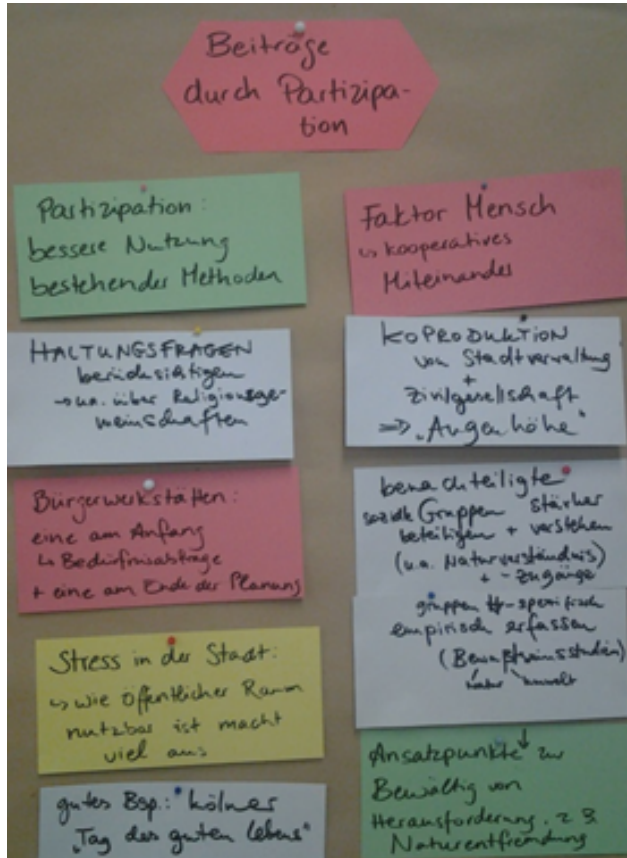 Beiträge
durch Partizipa-
tion
Partizipation:
bessere Nutzung
bestehender Methoden
HALTUNGSFRAGEN
berücksichtigen
→ u.a. über Religionsge-
meinschaften
Bürgerwerkstätten:
eine am Anfang
↳ Bedürfnisabfrage
+ eine am Ende der Planung
Stress in der Stadt:
↳ wie öffentlicher Raum
nutzbar ist macht
viel aus
gutes Bsp.: Kölner
"Tag des guten Lebens"
Faktor Mensch
↳ kooperatives
Miteinander
KOPRODUKTION
von Stadtverwaltung
+
Zivilgesellschaft
⇒ "Augenhöhe"
benachteiligte
soziale Gruppen stärker
beteiligen + verstehen
(u.a. Naturverständnis)
+ - Zugänge
gruppen-spezifisch
empirisch erfassen
(Bewusstseinsstudien)
Natur Umwelt
Ansatzpunkte zur
Bewältig von
Herausforderung. z.B.
Naturentfremdung